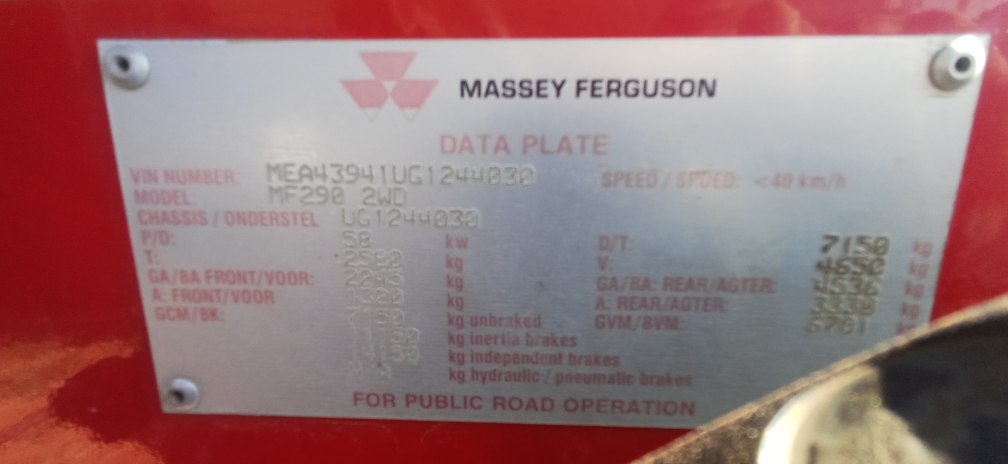 MASSEY FERGUSON
DATA PLATE
VIN NUMBER: MEA43941UG1244030 SPEED / SPOED: <40 km/h
MODEL: MF290 2WD
CHASSIS / ONDERSTEL UG1244030
P/D: 58 kw D/T: 7150 kg
T: 2580 kg V: 4650 kg
GA/BA FRONT/VOOR: kg GA/BA: REAR/AGTER: 4536 kg
A: FRONT/VOOR kg A. REAR/AGTER: kg
GCM/BK: kg unbraked GVM/BVM: 6781 kg
kg inertia brakes
kg independent brakes
kg hydraulic / pneumatic brakes
FOR PUBLIC ROAD OPERATION